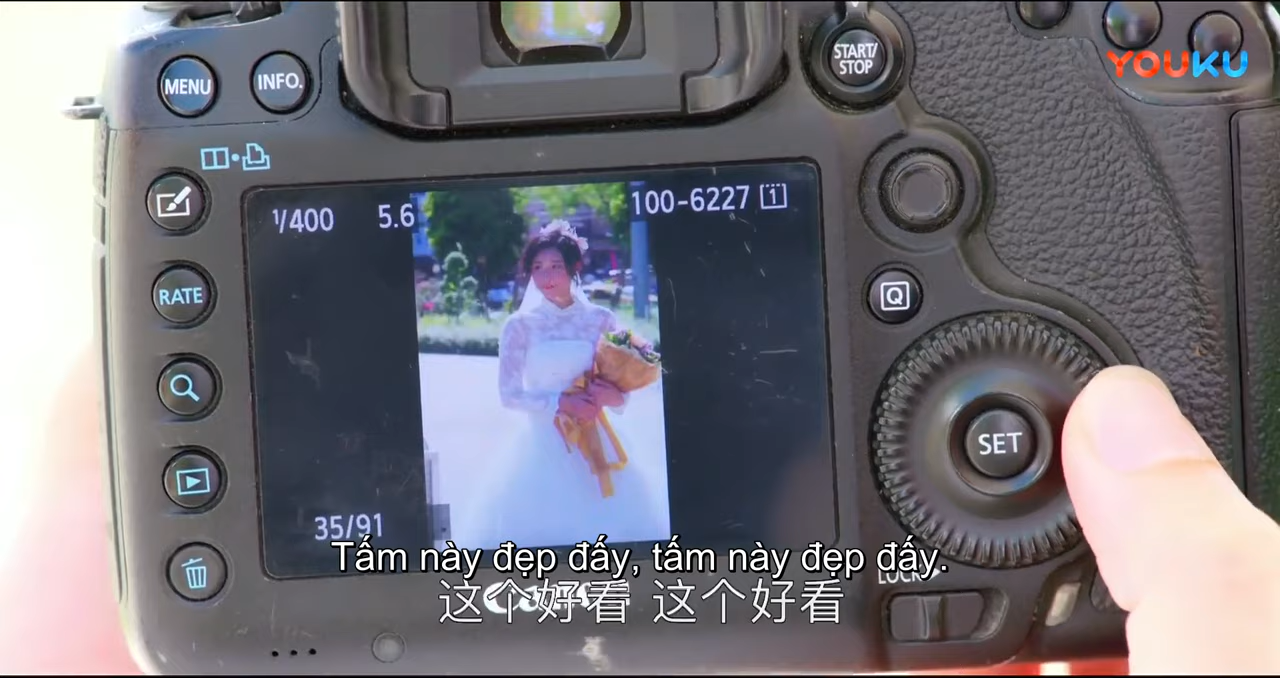 START/
STOP
YOUKU
MENU
INFO.
1/400 5.6 100-6227 1
RATE
Q
SET
35/91
Tấm này đẹp đấy, tấm này đẹp đấy.
LOCK
这个好看 这个好看